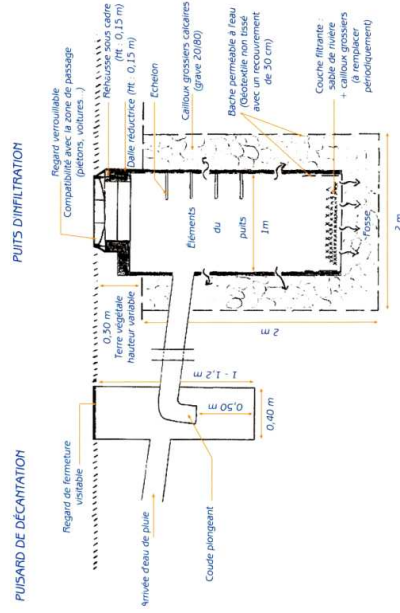 PUISARD DE DÉCANTATION
PUITS D'INFILTRATION
Regard de fermeture
visitable
Arrivée d'eau de pluie
Coude plongeant
1 - 1,2 m
0,50 m
0,40 m
0,30 m
Terre végétale
hauteur variable
2 m
Regard verrouillable
Compatibilité avec la zone de passage
(piétons, voitures ...)
Rehausse sous cadre
(ht : 0,15 m)
Dalle réductrice (ht : 0,15 m)
Echelon
Cailloux grossiers calcaires
(grave 20/80)
Eléments
du
puits
1m
Bache perméable à l'eau
(Géotextile non tissé
avec un recouvrement
de 30 cm)
Couche filtrante :
sable de rivière
+ cailloux grossiers
(à remplacer
périodiquement)
Fosse
2 m